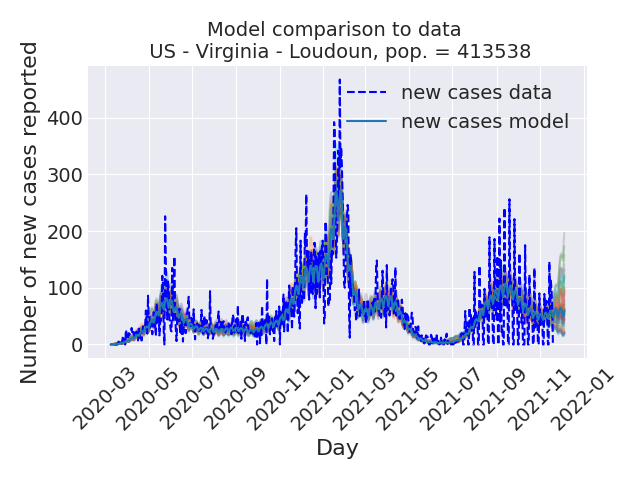 Model comparison to data
US - Virginia - Loudoun, pop. = 413538
Number of new cases reported
400
300
200
100
0
new cases data
new cases model
2020-03
2020-05
2020-07
2020-09
2020-11
2021-01
2021-03
2021-05
2021-07
2021-09
2021-11
2022-01
Day